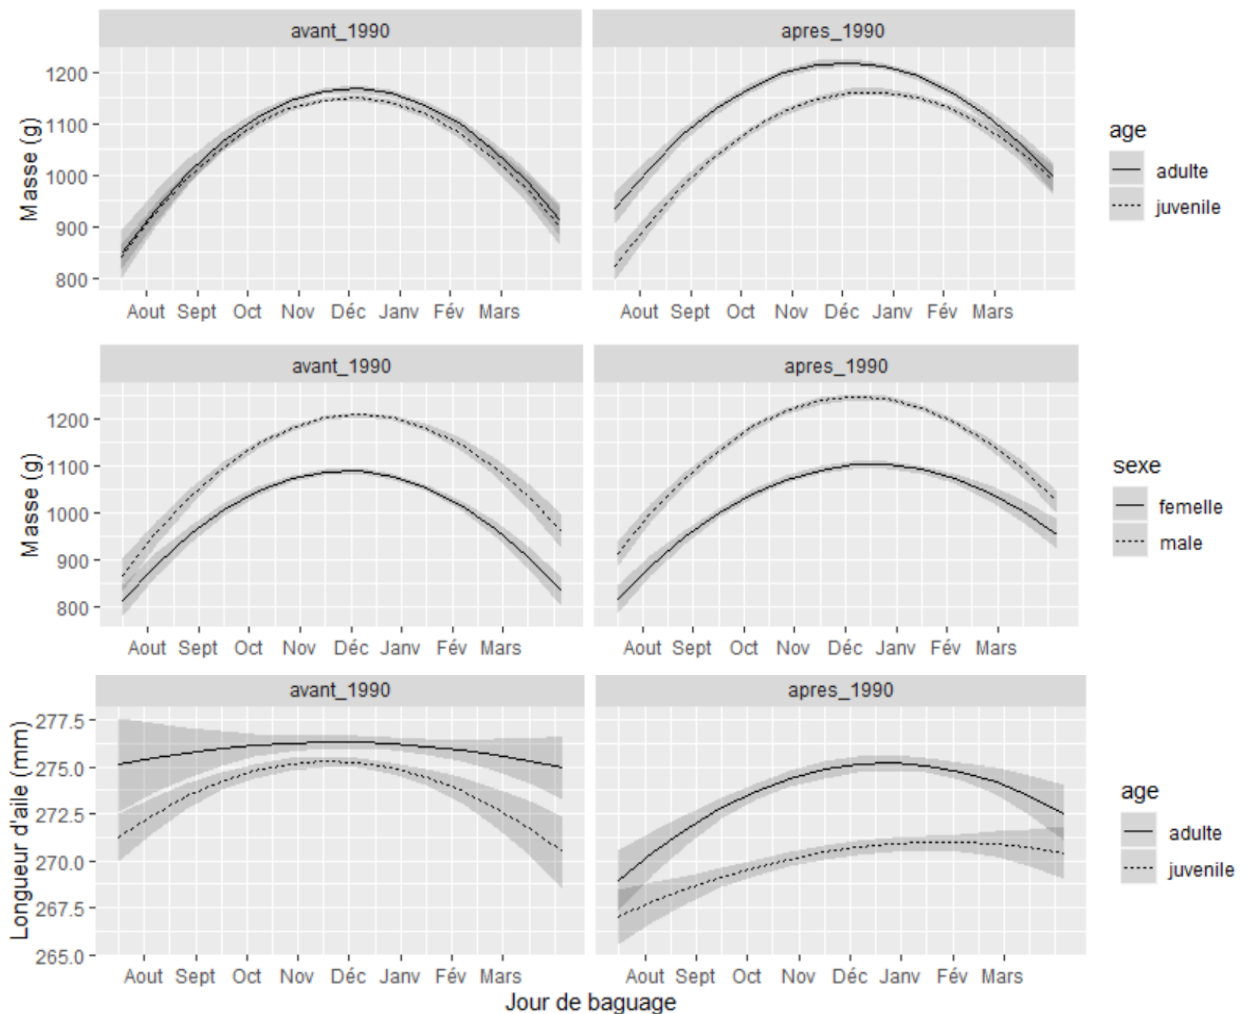 avant_1990 apres_1990
Masse (g)
1200
1100
1000
900
800
Aout Sept Oct Nov Déc Janv Fév Mars Aout Sept Oct Nov Déc Janv Fév Mars
age
adulte
juvenile
avant_1990 apres_1990
Masse (g)
1200
1100
1000
900
800
Aout Sept Oct Nov Déc Janv Fév Mars Aout Sept Oct Nov Déc Janv Fév Mars
sexe
femelle
male
avant_1990 apres_1990
Longueur d'aile (mm)
277.5
275.0
272.5
270.0
267.5
265.0
Aout Sept Oct Nov Déc Janv Fév Mars Aout Sept Oct Nov Déc Janv Fév Mars
age
adulte
juvenile
Jour de baguage